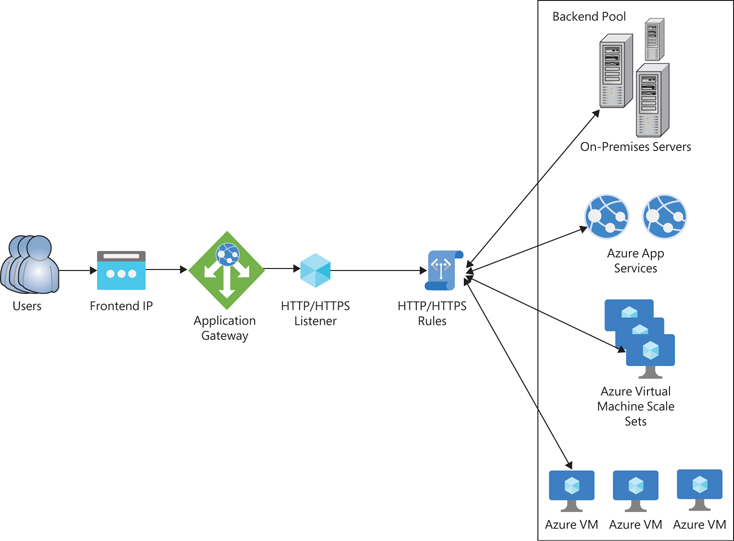 Backend Pool
On-Premises Servers
Azure App
Services
Users
Frontend IP
Application
Gateway
HTTP/HTTPS
Listener
HTTP/HTTPS
Rules
Azure Virtual
Machine Scale
Sets
Azure VM
Azure VM
Azure VM